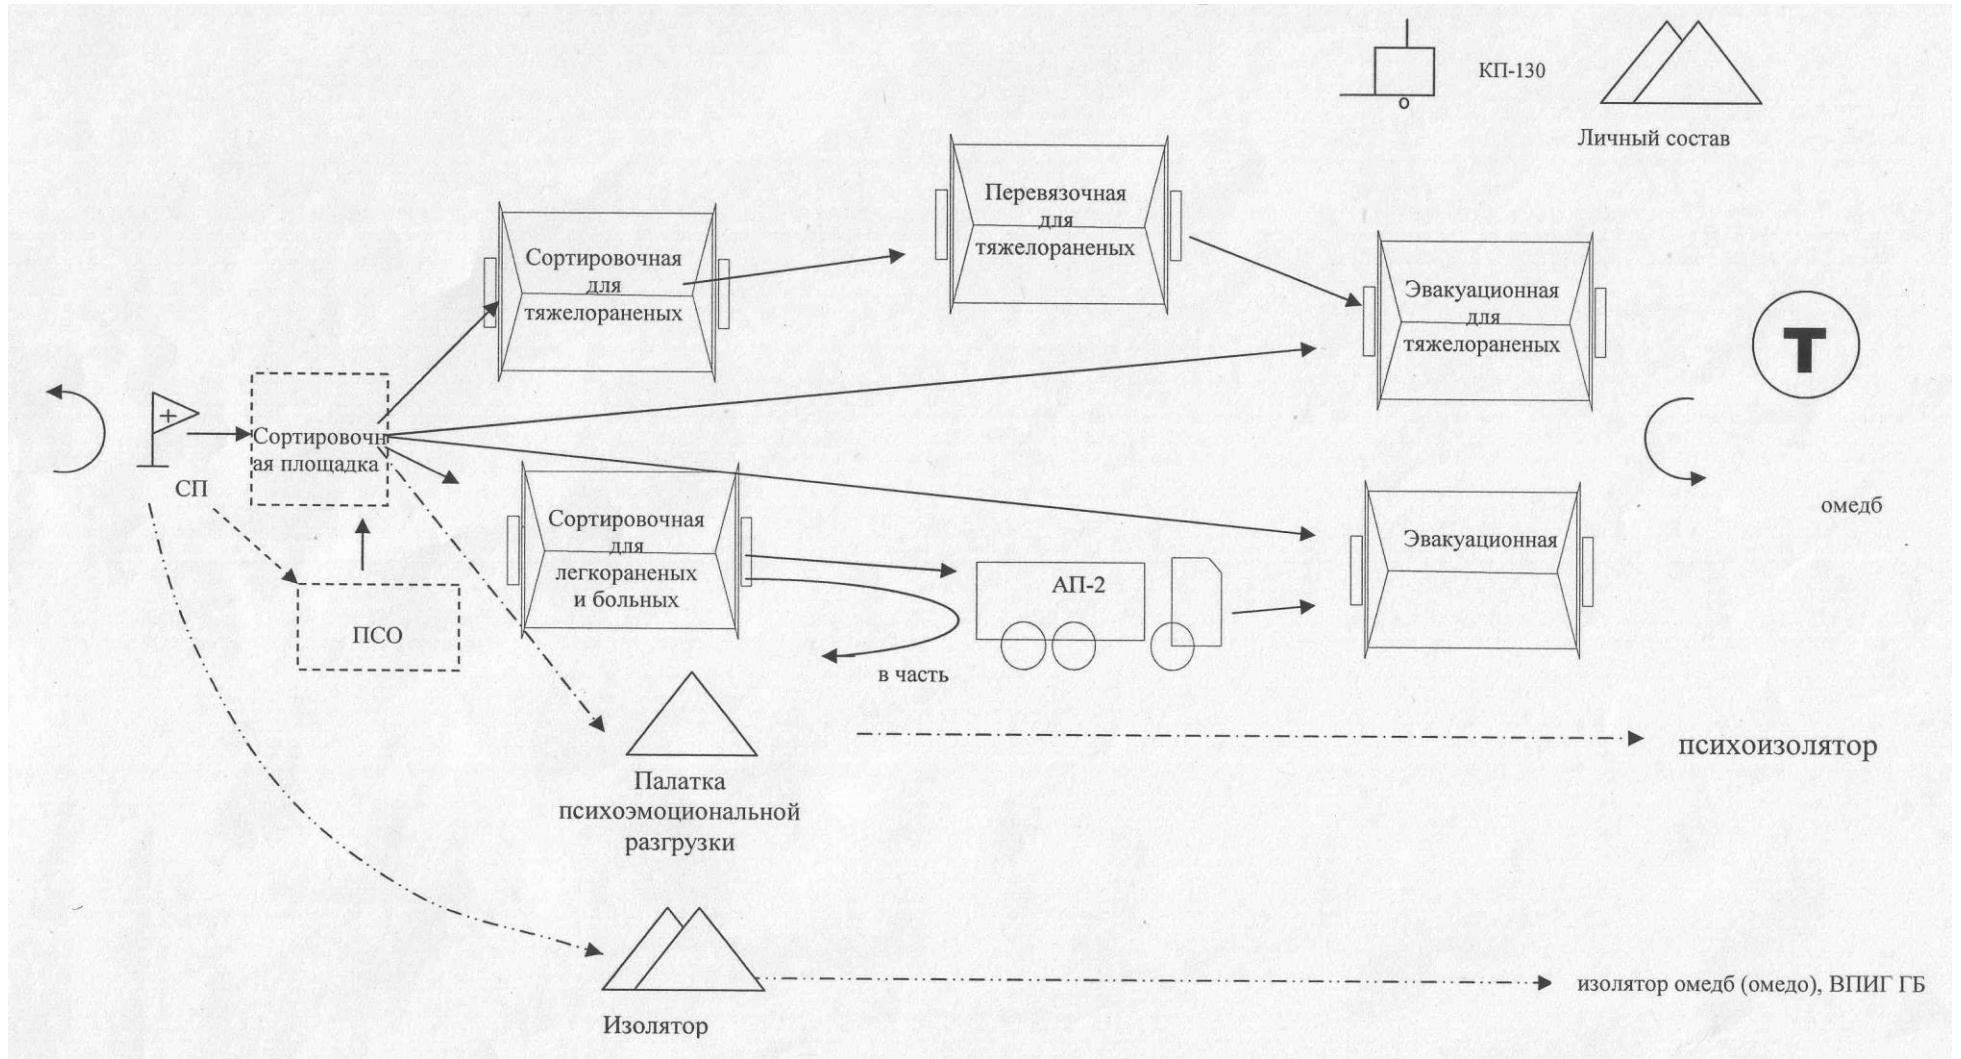 КП-130
Личный состав
Перевязочная
для
тяжелораненых
Сортировочная
для
тяжелораненых
Эвакуационная
для
тяжелораненых
Т
Сортировочн
ая площадка
СП
омедб
Сортировочная
для
легкораненых
и больных
Эвакуационная
АП-2
ПСО
в часть
психоизолятор
Палатка
психоэмоциональной
разгрузки
изолятор омедб (омедо), ВПИГ ГБ
Изолятор